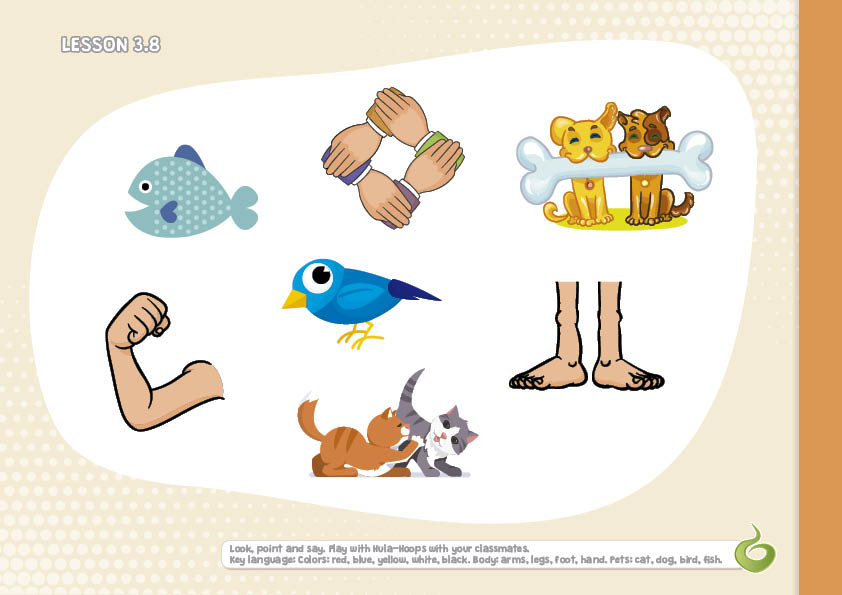 LESSON 3.8
Look, point and say. Play with Hula-Hoops with your classmates.
Key language: Colors: red, blue, yellow, white, black. Body: arms, legs, foot, hand. Pets: cat, dog, bird, fish.